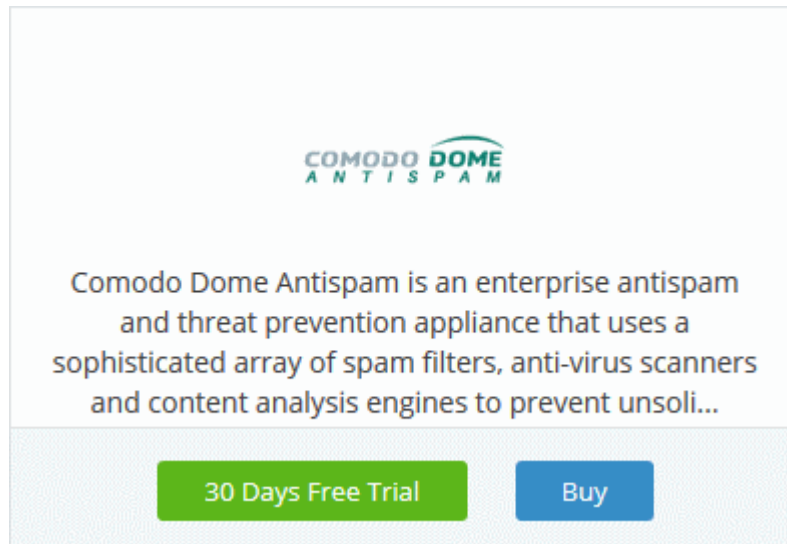 COMODO DOME
ANTISPAM
Comodo Dome Antispam is an enterprise antispam
and threat prevention appliance that uses a
sophisticated array of spam filters, anti-virus scanners
and content analysis engines to prevent unsoli...
30 Days Free Trial
Buy